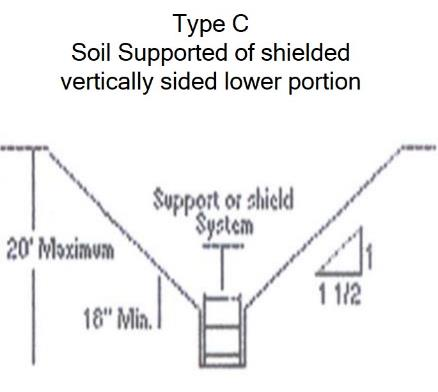 Type C
Soil Supported of shielded
vertically sided lower portion
Support or shield
System
20' Maximum
1
1 1/2
18" Min.